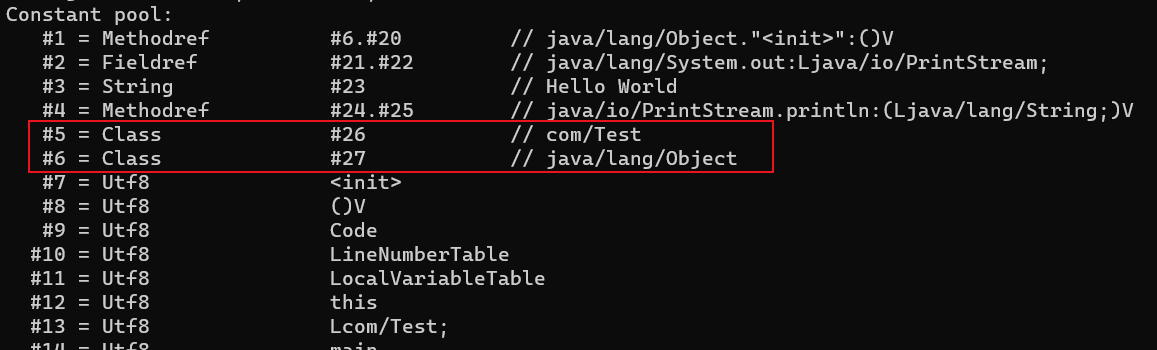 Constant pool:
#1 = Methodref #6.#20 // java/lang/Object."<init>":()V
#2 = Fieldref #21.#22 // java/lang/System.out:Ljava/io/PrintStream;
#3 = String #23 // Hello World
#4 = Methodref #24.#25 // java/io/PrintStream.println:(Ljava/lang/String;)V
#5 = Class #26 // com/Test
#6 = Class #27 // java/lang/Object
#7 = Utf8 <init>
#8 = Utf8 ()V
#9 = Utf8 Code
#10 = Utf8 LineNumberTable
#11 = Utf8 LocalVariableTable
#12 = Utf8 this
#13 = Utf8 Lcom/Test;
#14 = Utf8 main